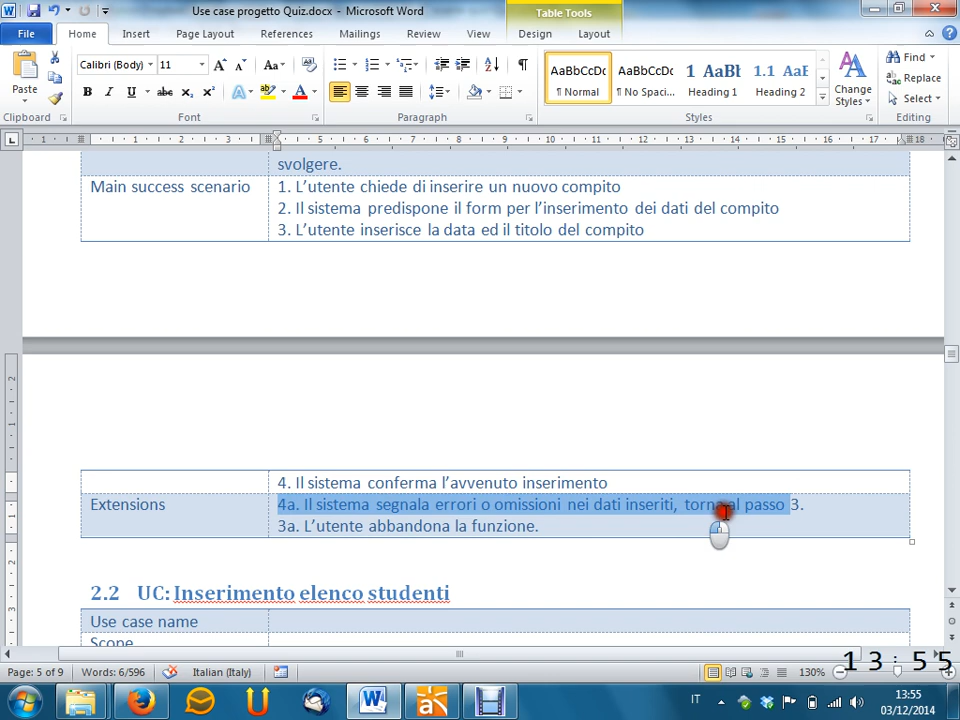 Use case progetto Quiz.docx - Microsoft Word
Table Tools
File Home Insert Page Layout References Mailings Review View Design Layout
Calibri (Body) 11
AaBbCcDc AaBbCcDc 1 AaBb( 1.1 AaE
Paste
¶ Normal ¶ No Spaci... Heading 1 Heading 2
Change Styles
Find
Replace
Select
Clipboard Font Paragraph Styles Editing
svolgere.
Main success scenario 1. L'utente chiede di inserire un nuovo compito
2. Il sistema predispone il form per l'inserimento dei dati del compito
3. L'utente inserisce la data ed il titolo del compito
4. Il sistema conferma l'avvenuto inserimento
Extensions 4a. Il sistema segnala errori o omissioni nei dati inseriti, torna al passo 3.
3a. L'utente abbandona la funzione.
2.2 UC: Inserimento elenco studenti
Use case name
Scope
Page: 5 of 9 Words: 6/596 Italian (Italy) 130%
13:55
IT 13:55
03/12/2014